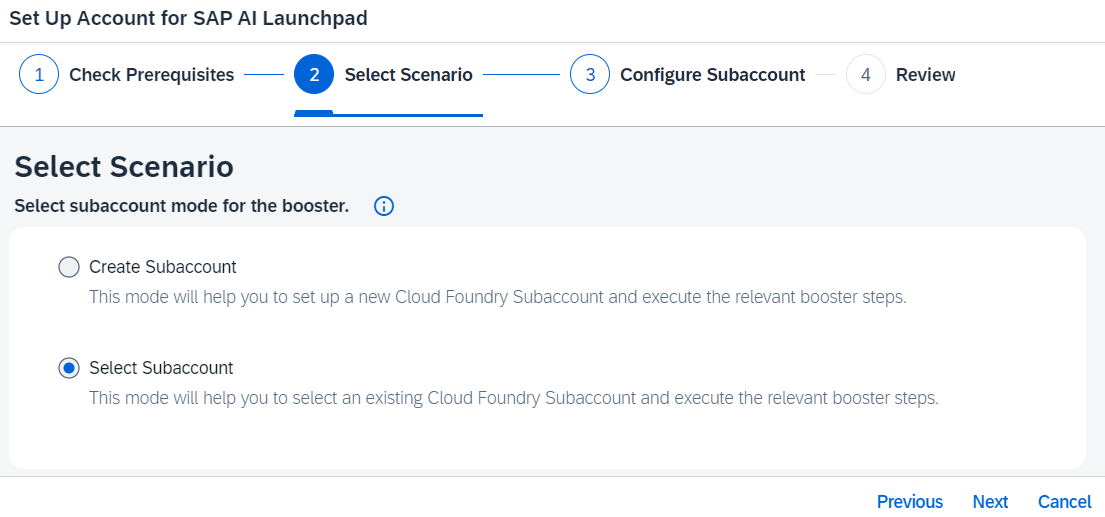 Set Up Account for SAP AI Launchpad
1 Check Prerequisites 2 Select Scenario 3 Configure Subaccount 4 Review
Select Scenario
Select subaccount mode for the booster.
Create Subaccount
This mode will help you to set up a new Cloud Foundry Subaccount and execute the relevant booster steps.
Select Subaccount
This mode will help you to select an existing Cloud Foundry Subaccount and execute the relevant booster steps.
Previous Next Cancel